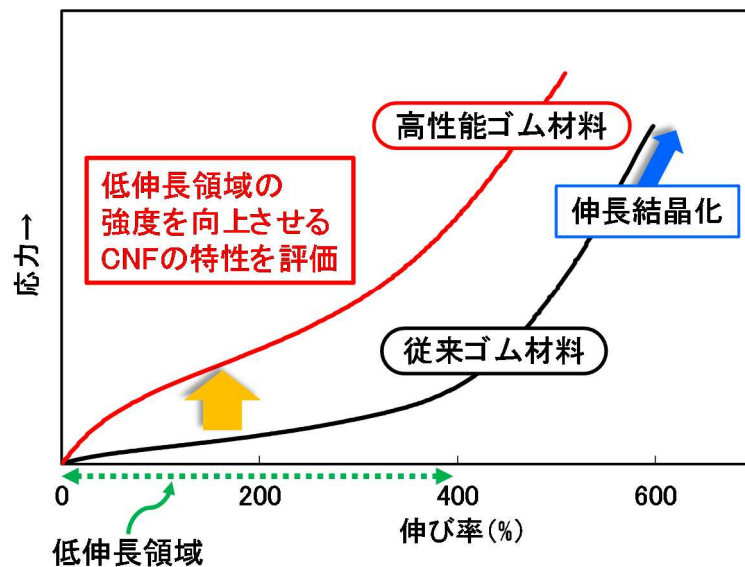 高性能ゴム材料
低伸長領域の
強度を向上させる
CNFの特性を評価
伸長結晶化
応力→
従来ゴム材料
0
200
400
600
伸び率(%)
低伸長領域